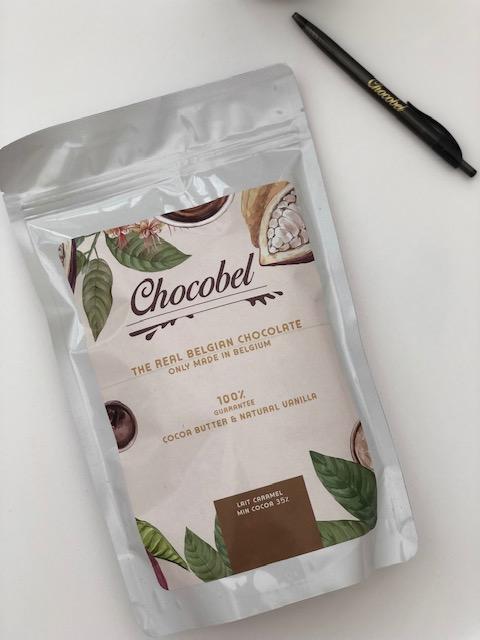 Chocobel
Chocobel
THE REAL BELGIAN CHOCOLATE
ONLY MADE IN BELGIUM
100%
GUARANTEE
COCOA BUTTER & NATURAL VANILLA
LAIT CARAMEL
MIN COCOA 35%